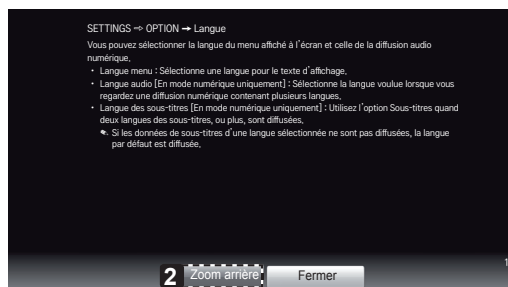 SETTINGS ⇨ OPTION ➙ Langue
Vous pouvez sélectionner la langue du menu affiché à l'écran et celle de la diffusion audio
numérique.
• Langue menu : Sélectionne une langue pour le texte d'affichage.
• Langue audio [En mode numérique uniquement] : Sélectionne la langue voulue lorsque vous
regardez une diffusion numérique contenant plusieurs langues.
• Langue des sous-titres [En mode numérique uniquement] : Utilisez l'option Sous-titres quand
deux langues des sous-titres, ou plus, sont diffusées.
✎ Si les données de sous-titres d'une langue sélectionnée ne sont pas diffusées, la langue
par défaut est diffusée.
1
2 Zoom arrière Fermer